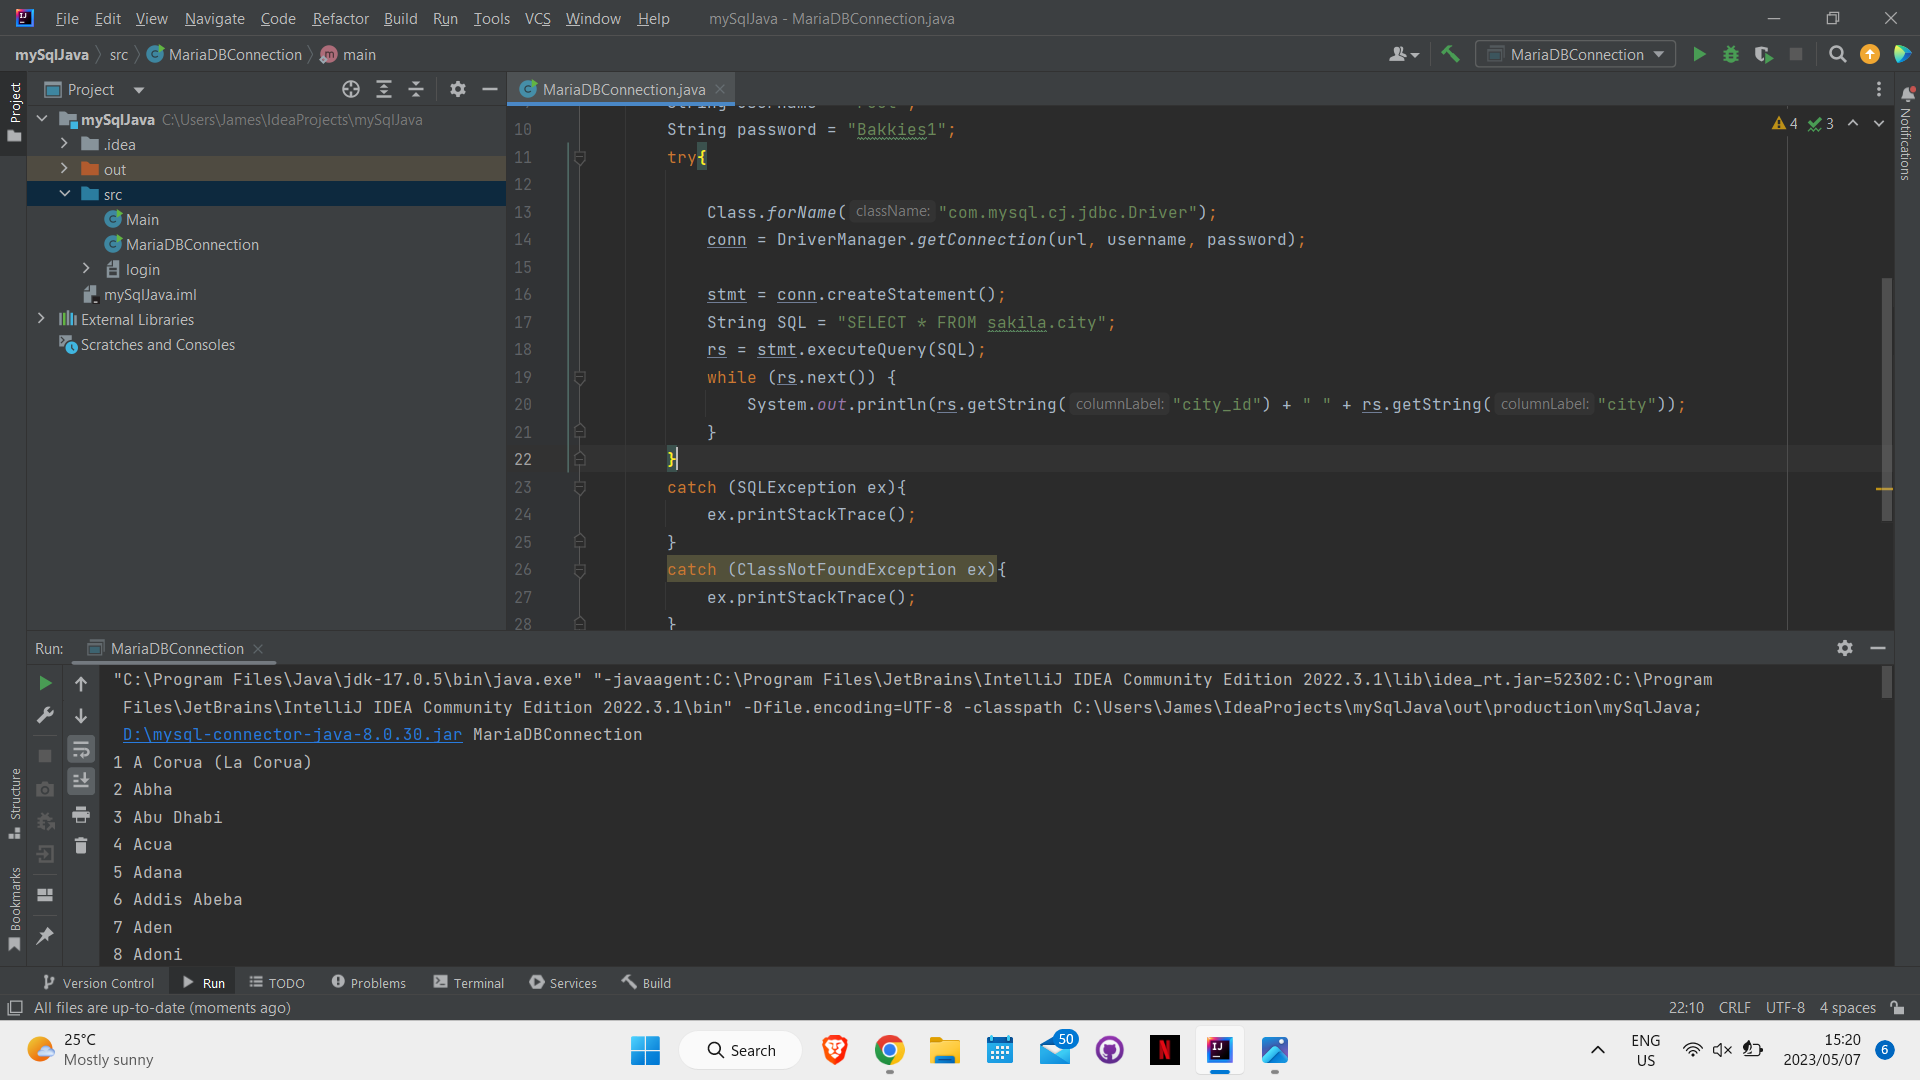 File Edit View Navigate Code Refactor Build Run Tools VCS Window Help mySqlJava - MariaDBConnection.java
mySqlJava src MariaDBConnection main
MariaDBConnection
Project
mySqlJava C:\Users\James\IdeaProjects\mySqlJava
.idea
out
src
Main
MariaDBConnection
login
mySqlJava.iml
External Libraries
Scratches and Consoles
Project
Structure
Bookmarks
Notifications
MariaDBConnection.java
4 3
10 String password = "Bakkies1";
11 try{
12
13 Class.forName( className: "com.mysql.cj.jdbc.Driver");
14 conn = DriverManager.getConnection(url, username, password);
15
16 stmt = conn.createStatement();
17 String SQL = "SELECT * FROM sakila.city";
18 rs = stmt.executeQuery(SQL);
19 while (rs.next()) {
20 System.out.println(rs.getString( columnLabel: "city_id") + " " + rs.getString( columnLabel: "city"));
21 }
22 }
23 catch (SQLException ex){
24 ex.printStackTrace();
25 }
26 catch (ClassNotFoundException ex){
27 ex.printStackTrace();
28 }
Run: MariaDBConnection
"C:\Program Files\Java\jdk-17.0.5\bin\java.exe" "-javaagent:C:\Program Files\JetBrains\IntelliJ IDEA Community Edition 2022.3.1\lib\idea_rt.jar=52302:C:\Program
Files\JetBrains\IntelliJ IDEA Community Edition 2022.3.1\bin" -Dfile.encoding=UTF-8 -classpath C:\Users\James\IdeaProjects\mySqlJava\out\production\mySqlJava;
D:\mysql-connector-java-8.0.30.jar MariaDBConnection
1 A Corua (La Corua)
2 Abha
3 Abu Dhabi
4 Acua
5 Adana
6 Addis Abeba
7 Aden
8 Adoni
Version Control Run TODO Problems Terminal Services Build
All files are up-to-date (moments ago) 22:10 CRLF UTF-8 4 spaces
25°C
Mostly sunny
Search
50
ENG
US
15:20
2023/05/07
6